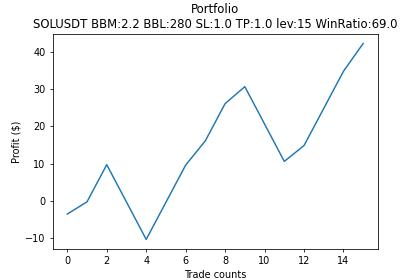 Portfolio
SOLUSDT BBM:2.2 BBL:280 SL:1.0 TP:1.0 lev:15 WinRatio:69.0
40
30
20
10
0
−10
Profit ($)
0 2 4 6 8 10 12 14
Trade counts